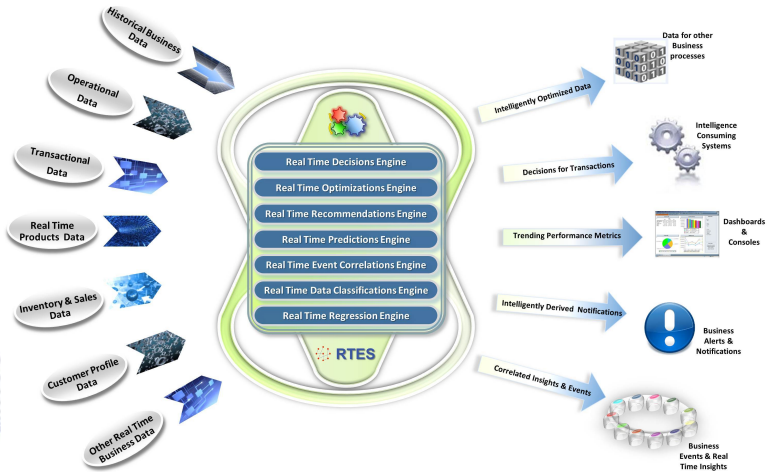 Historical Business
Data
Operational
Data
Transactional
Data
Real Time
Products Data
Inventory & Sales
Data
Customer Profile
Data
Other Real Time
Business Data
Real Time Decisions Engine
Real Time Optimizations Engine
Real Time Recommendations Engine
Real Time Predictions Engine
Real Time Event Correlations Engine
Real Time Data Classifications Engine
Real Time Regression Engine
RTES
Intelligently Optimized Data
Decisions for Transactions
Trending Performance Metrics
Intelligently Derived Notifications
Correlated Insights & Events
Data for other
Business
processes
Intelligence
Consuming
Systems
Dashboards
&
Consoles
Business
Alerts &
Notifications
Business
Events & Real
Time Insights